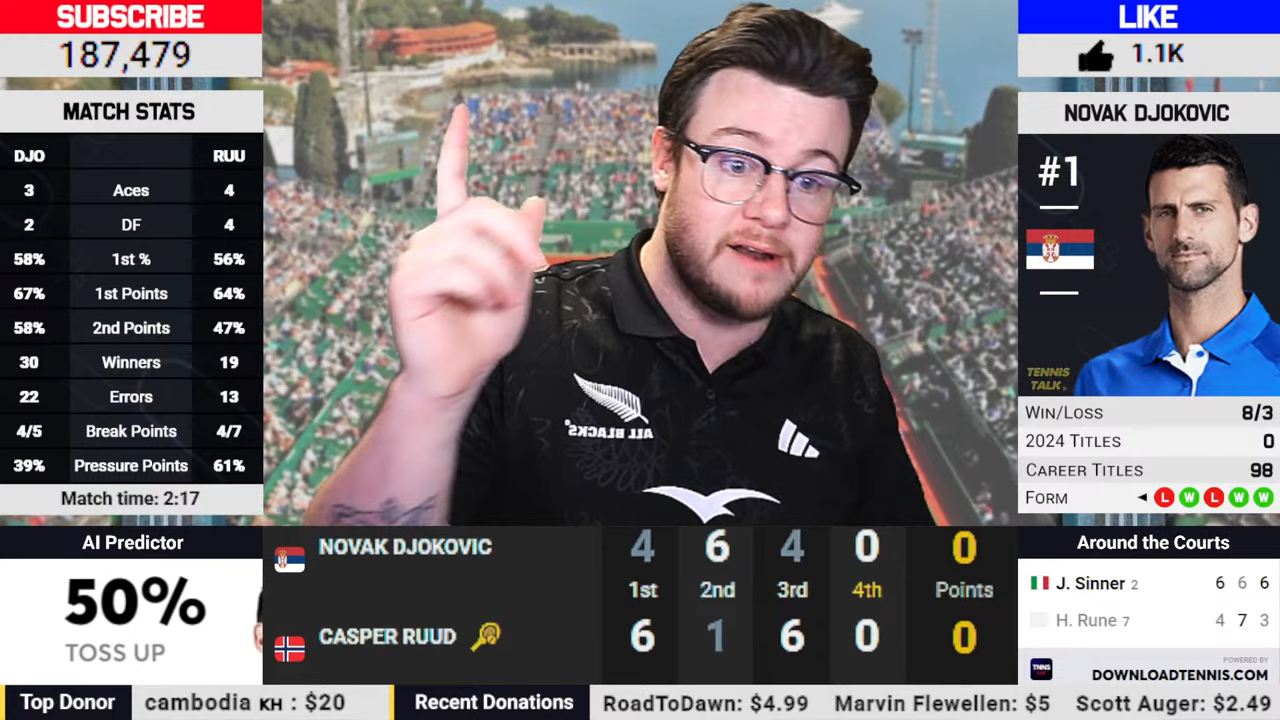 SUBSCRIBE
187,479
MATCH STATS
DJO RUU
3 Aces 4
2 DF 4
58% 1st % 56%
67% 1st Points 64%
58% 2nd Points 47%
30 Winners 19
22 Errors 13
4/5 Break Points 4/7
39% Pressure Points 61%
Match time: 2:17
AI Predictor
50%
TOSS UP
ALL BLACKS
NOVAK DJOKOVIC 4 6 4 0 0
1st 2nd 3rd 4th Points
CASPER RUUD 6 1 6 0 0
LIKE
1.1K
NOVAK DJOKOVIC
#1
TENNIS
TALK
WIN/LOSS 8/3
2024 TITLES 0
CAREER TITLES 98
FORM L W L W W
Around the Courts
J. Sinner 2 6 6 6
H. Rune 7 4 7 3
POWERED BY
DOWNLOADTENNIS.COM
Top Donor cambodia KH : $20 Recent Donations RoadToDawn: $4.99 Marvin Flewellen: $5 Scott Auger: $2.49